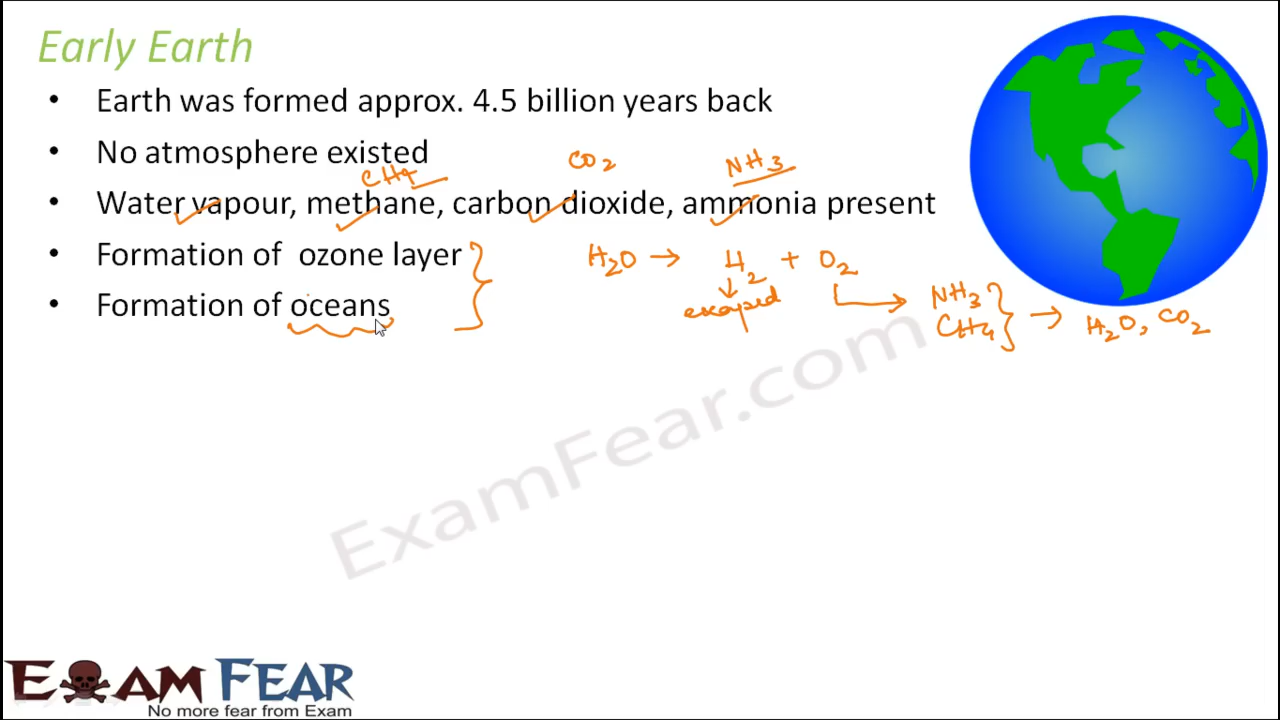 Early Earth
• Earth was formed approx. 4.5 billion years back
• No atmosphere existed
CH4 CO2 NH3
• Water vapour, methane, carbon dioxide, ammonia present
• Formation of ozone layer
H2O → H2 + O2
escaped
• Formation of oceans
NH3
CH4
→ H2O, CO2
ExamFear.com
EXAM FEAR
No more fear from Exam